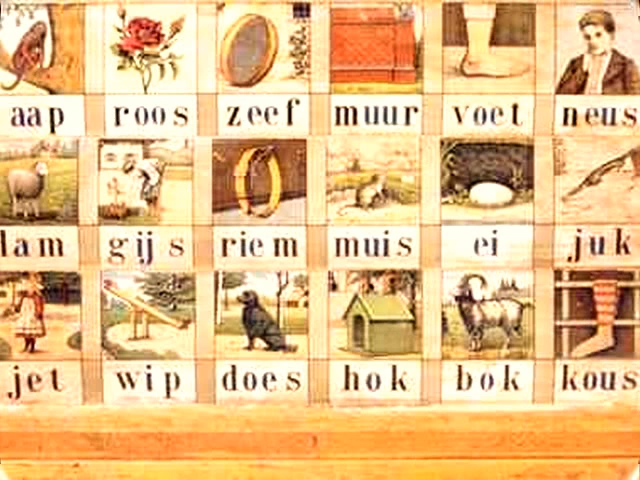 aap roos zeef muur voet neus
lam gijs riem muis ei juk
jet wip does hok bok kous